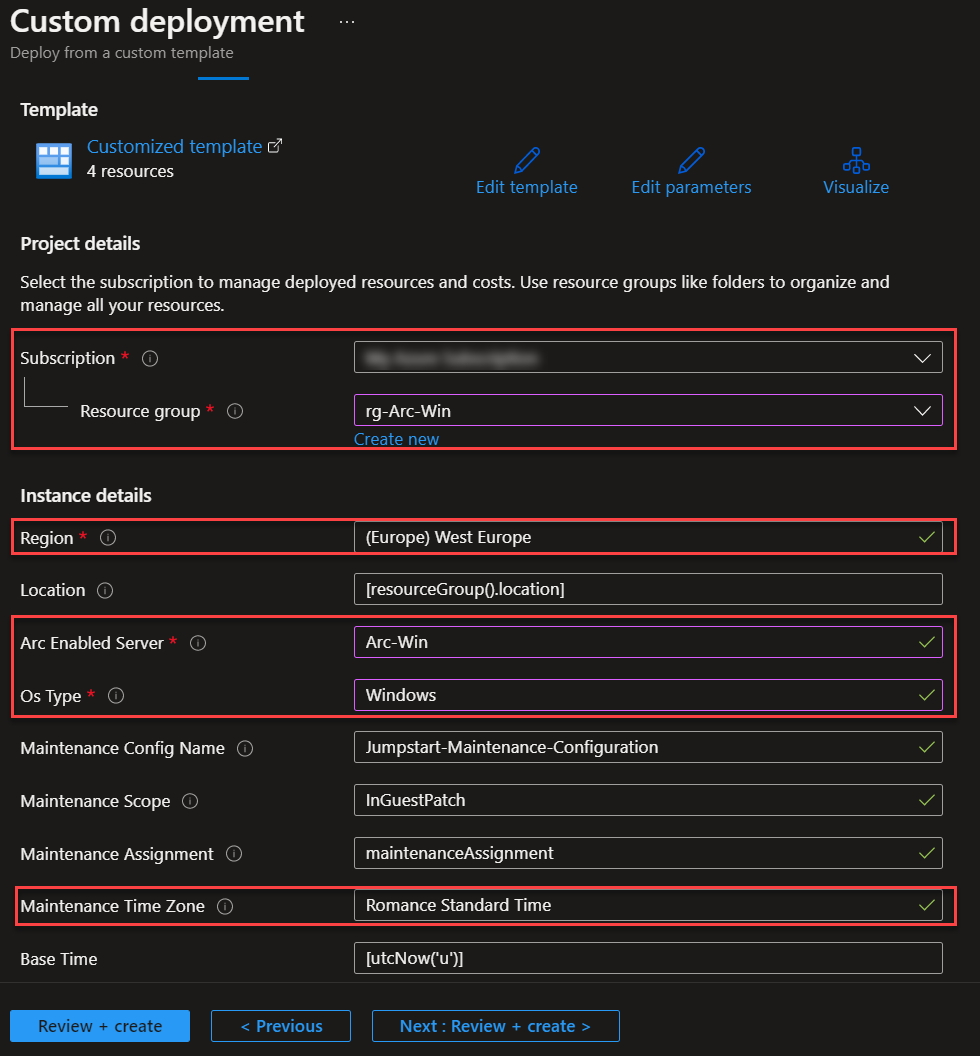 Custom deployment ...
Deploy from a custom template
Template
Customized template
4 resources
Edit template
Edit parameters
Visualize
Project details
Select the subscription to manage deployed resources and costs. Use resource groups like folders to organize and
manage all your resources.
Subscription *
Resource group *
rg-Arc-Win
Create new
Instance details
Region *
(Europe) West Europe
Location
[resourceGroup().location]
Arc Enabled Server *
Arc-Win
Os Type *
Windows
Maintenance Config Name
Jumpstart-Maintenance-Configuration
Maintenance Scope
InGuestPatch
Maintenance Assignment
maintenanceAssignment
Maintenance Time Zone
Romance Standard Time
Base Time
[utcNow('u')]
Review + create
< Previous
Next : Review + create >